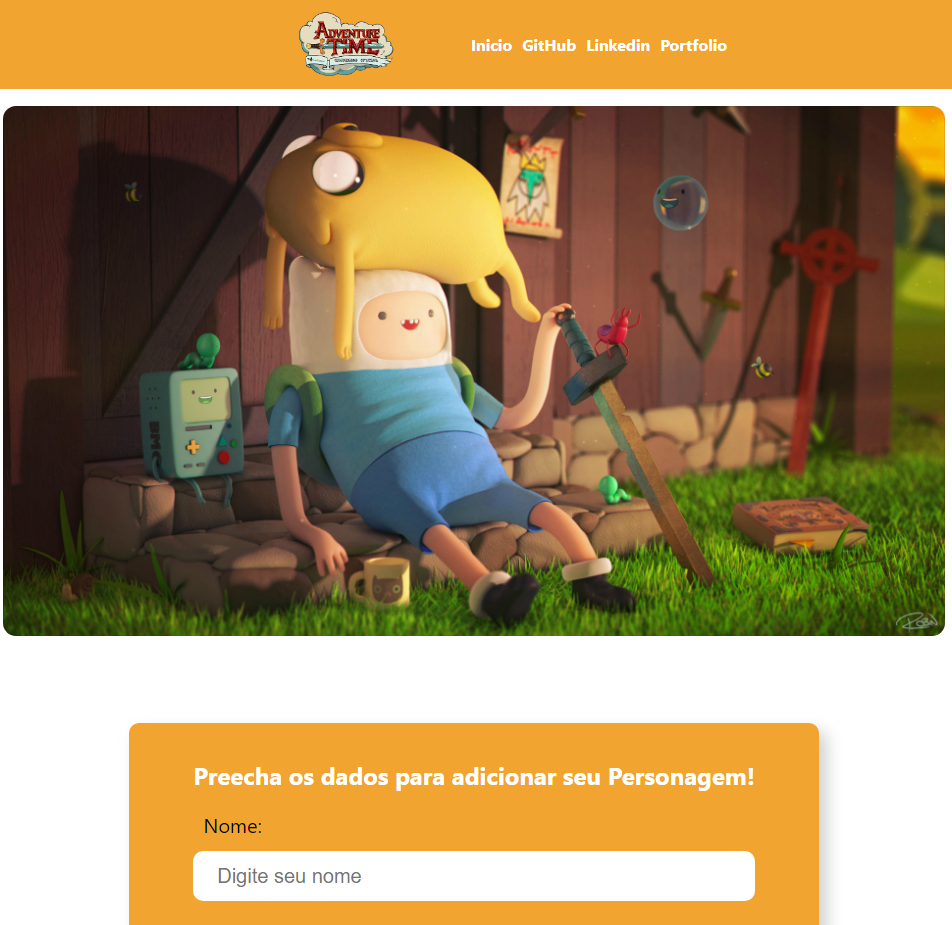 ADVENTURE
TIME
Inicio GitHub Linkedin Portfolio
BMO
Preecha os dados para adicionar seu Personagem!
Nome:
Digite seu nome